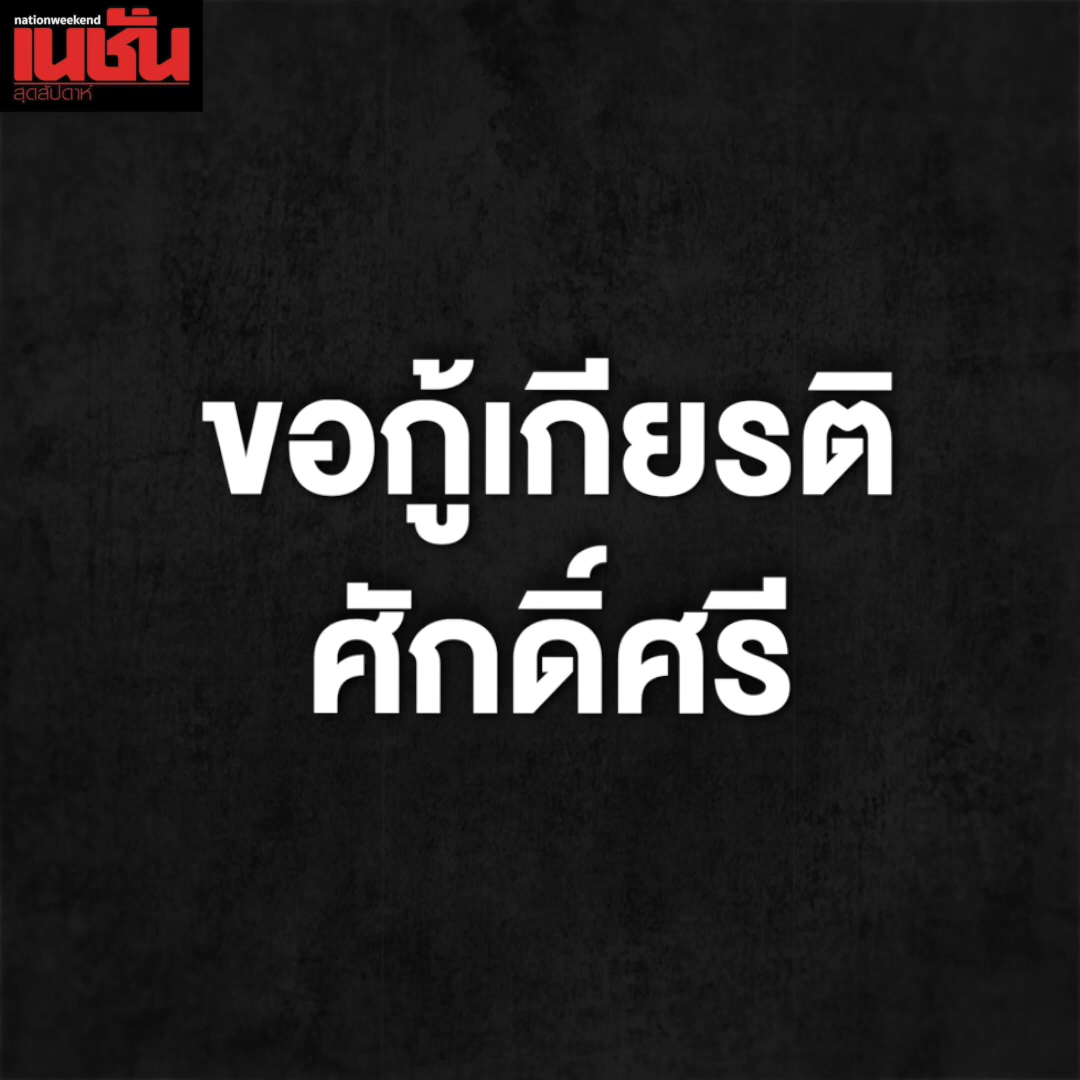 nationweekend
เนชั่น
สุดสัปดาห์
ขอกู้เกียรติ
ศักดิ์ศรี